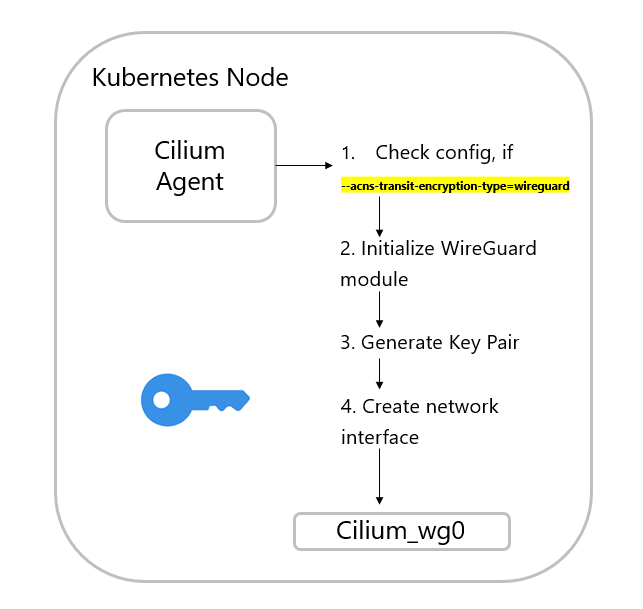 Kubernetes Node
Cilium
Agent
1. Check config, if
--acns-transit-encryption-type=wireguard
2. Initialize WireGuard
module
3. Generate Key Pair
4. Create network
interface
Cilium_wg0